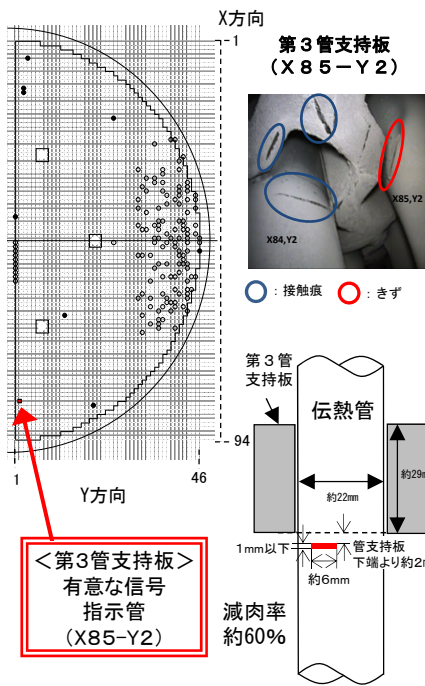 X方向
1
第３管支持板
（Ｘ８５－Ｙ２）
X85,Y2
X84,Y2
：接触痕
：きず
94
1
46
Y方向
＜第3管支持板＞
有意な信号
指示管
（X85-Y2）
第３管
支持板
伝熱管
約29m
約22mm
1mm以下
管支持板
下端より約2m
約6mm
減肉率
約60%